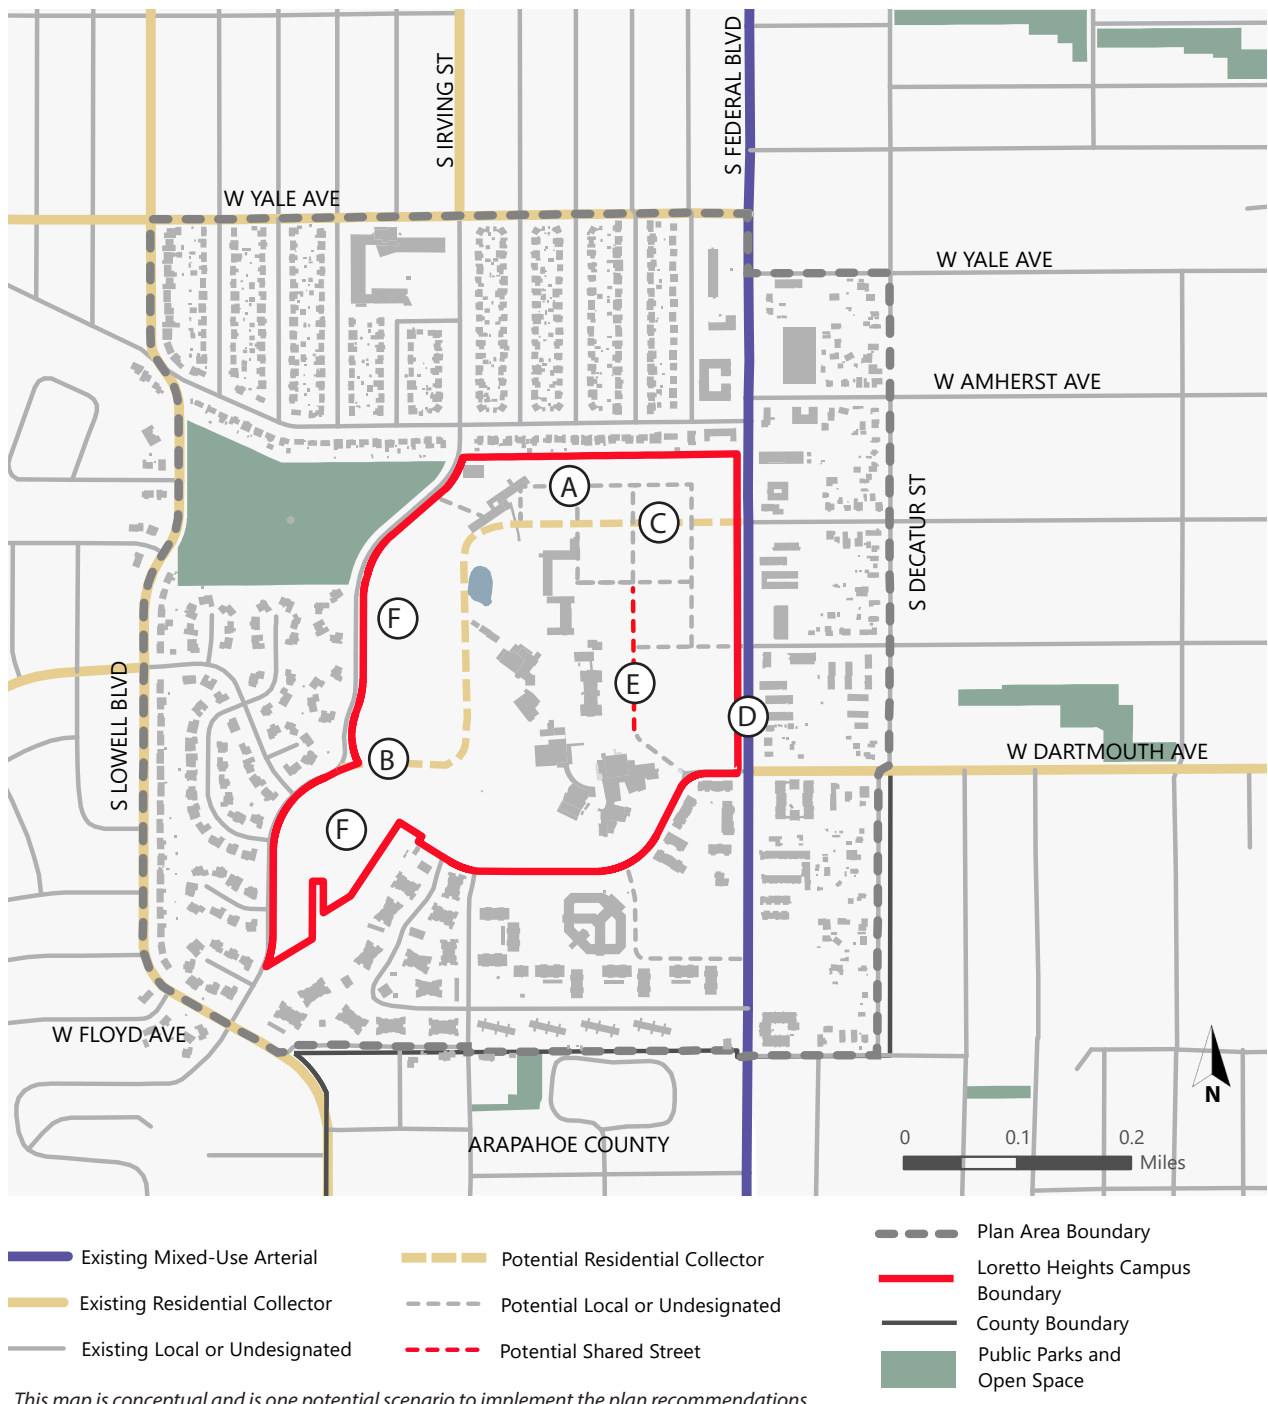 S IRVING ST
S FEDERAL BLVD
W YALE AVE
W YALE AVE
W AMHERST AVE
A
C
S DECATUR ST
F
E
S LOWELL BLVD
D
B
W DARTMOUTH AVE
F
W FLOYD AVE
N
ARAPAHOE COUNTY
0 0.1 0.2
Miles
Existing Mixed-Use Arterial
Existing Residential Collector
Existing Local or Undesignated
Potential Residential Collector
Potential Local or Undesignated
Potential Shared Street
Plan Area Boundary
Loretto Heights Campus
Boundary
County Boundary
Public Parks and
Open Space
This map is conceptual and is one potential scenario to implement the plan recommendations